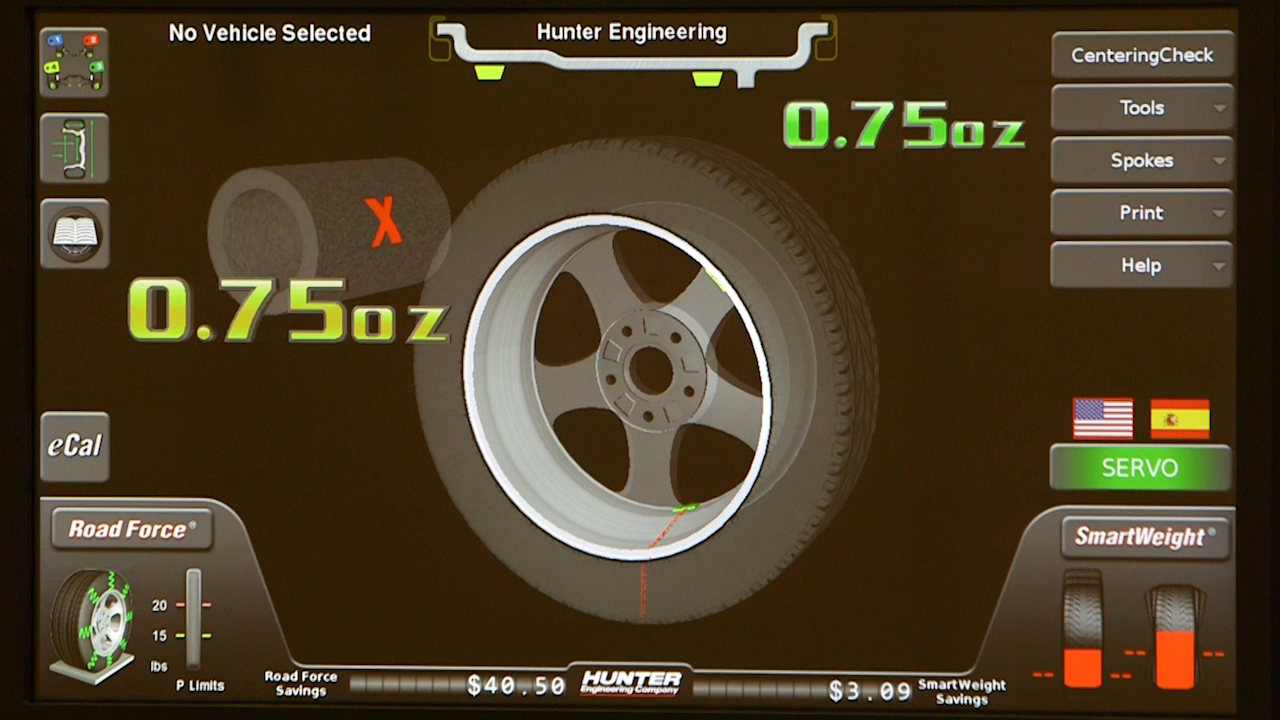 No Vehicle Selected
Hunter Engineering
CenteringCheck
Tools
Spokes
Print
Help
0.75oz
X
0.75oz
eCal
SERVO
Road Force®
SmartWeight®
20
15
lbs
P Limits
Road Force
Savings
$40.50
HUNTER
Engineering Company
$3.09
SmartWeight
Savings